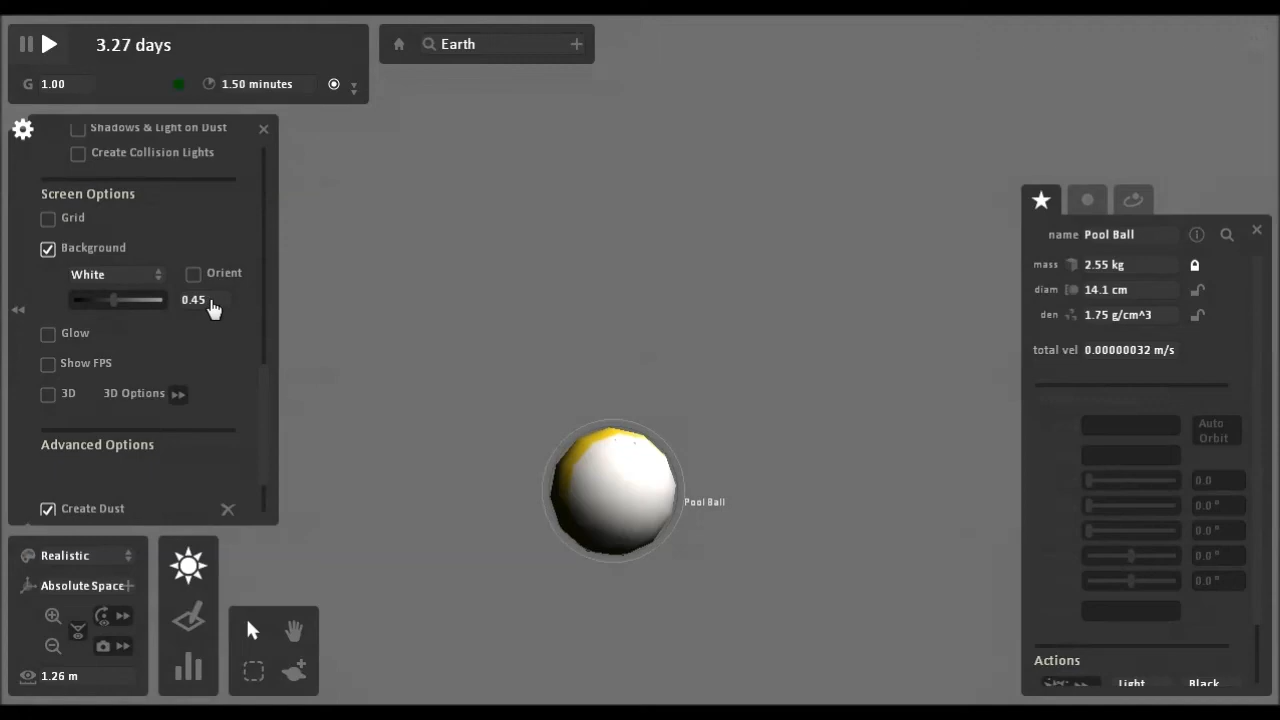 3.27 days
G 1.00
1.50 minutes
Earth
Shadows & Light on Dust
Create Collision Lights
Screen Options
Grid
Background
White
Orient
0.45
Glow
Show FPS
3D
3D Options
Advanced Options
Create Dust
Realistic
Absolute Space
1.26 m
Pool Ball
name Pool Ball
mass 2.55 kg
diam 14.1 cm
den 1.75 g/cm^3
total vel 0.00000032 m/s
Auto
Orbit
0.0
0.0 °
0.0 °
0.0 °
0.0 °
Actions
Light
Black